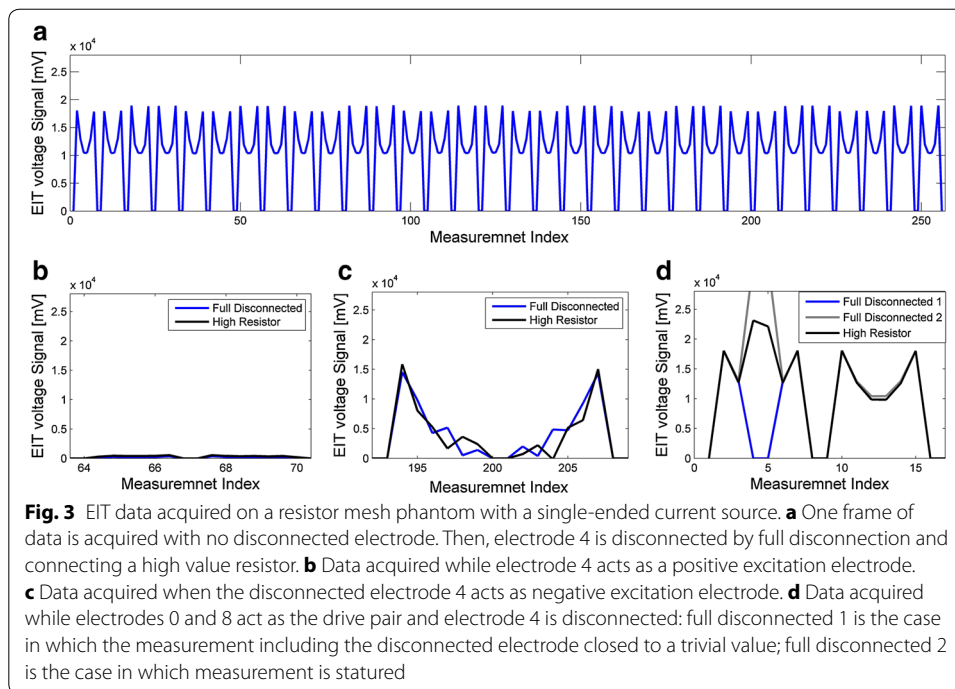 a
x 10⁴
2.5
2
1.5
1
0.5
0
EIT voltage Signal [mV]
0 50 100 150 200 250
Measuremnet Index
b
x 10⁴
2.5
2
1.5
1
0.5
0
EIT voltage Signal [mV]
Full Disconnected
High Resistor
64 66 68 70
Measuremnet Index
c
x 10⁴
2.5
2
1.5
1
0.5
0
EIT voltage Signal [mV]
Full Disconnected
High Resistor
195 200 205
Measuremnet Index
d
x 10⁴
2.5
2
1.5
1
0.5
0
EIT voltage Signal [mV]
Full Disconnected 1
Full Disconnected 2
High Resistor
0 5 10 15
Measuremnet Index
Fig. 3 EIT data acquired on a resistor mesh phantom with a single-ended current source. a One frame of
data is acquired with no disconnected electrode. Then, electrode 4 is disconnected by full disconnection and
connecting a high value resistor. b Data acquired while electrode 4 acts as a positive excitation electrode.
c Data acquired when the disconnected electrode 4 acts as negative excitation electrode. d Data acquired
while electrodes 0 and 8 act as the drive pair and electrode 4 is disconnected: full disconnected 1 is the case
in which the measurement including the disconnected electrode closed to a trivial value; full disconnected 2
is the case in which measurement is statured